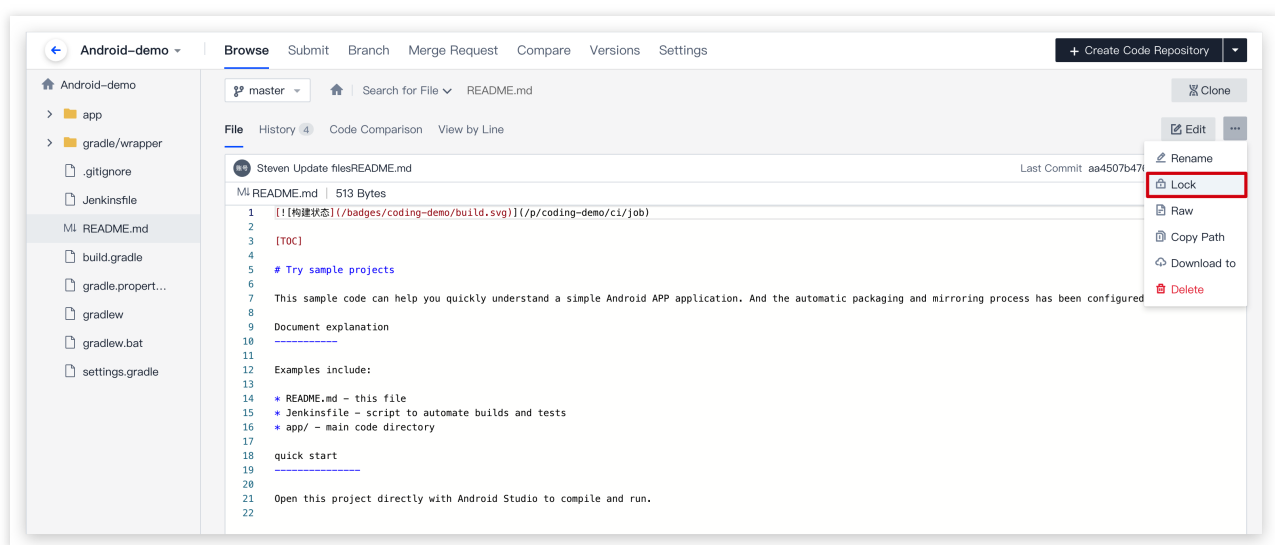 Android-demo
Browse Submit Branch Merge Request Compare Versions Settings
+ Create Code Repository
Android-demo
app
gradle/wrapper
.gitignore
Jenkinsfile
README.md
build.gradle
gradle.propert...
gradlew
gradlew.bat
settings.gradle
master Search for File README.md
Clone
File History 4 Code Comparison View by Line
Edit ...
Steven Update filesREADME.md
Last Commit aa4507b476
M↓ README.md | 513 Bytes
1 [![构建状态](/badges/coding-demo/build.svg)](/p/coding-demo/ci/job)
2
3 [TOC]
4
5 # Try sample projects
6
7 This sample code can help you quickly understand a simple Android APP application. And the automatic packaging and mirroring process has been configured
8
9 Document explanation
10 -----------
11
12 Examples include:
13
14 * README.md - this file
15 * Jenkinsfile - script to automate builds and tests
16 * app/ - main code directory
17
18 quick start
19 ---------------
20
21 Open this project directly with Android Studio to compile and run.
22
Rename
Lock
Raw
Copy Path
Download to
Delete